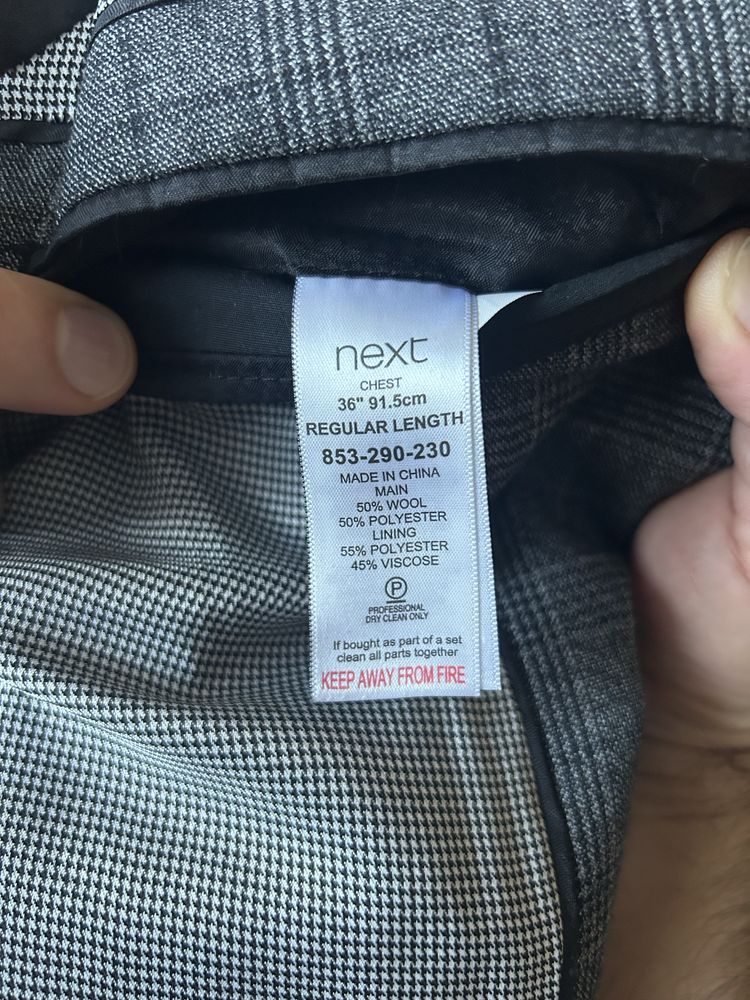 next
CHEST
36" 91.5cm
REGULAR LENGTH
853-290-230
MADE IN CHINA
MAIN
50% WOOL
50% POLYESTER
LINING
55% POLYESTER
45% VISCOSE
P
PROFESSIONAL
DRY CLEAN ONLY
If bought as part of a set
clean all parts together
KEEP AWAY FROM FIRE